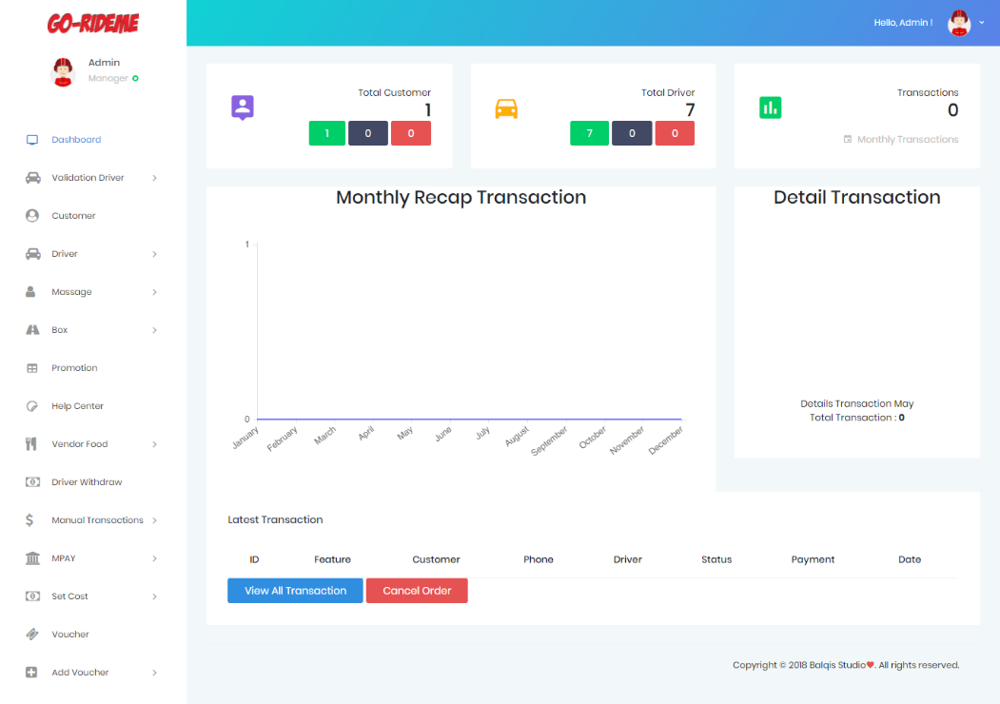 GO-RIDEME
Hello, Admin !
Admin
Manager
Dashboard
Validation Driver
Customer
Driver
Massage
Box
Promotion
Help Center
Vendor Food
Driver Withdraw
Manual Transactions
MPAY
Set Cost
Voucher
Add Voucher
Total Customer
1
1 0 0
Total Driver
7
7 0 0
Transactions
0
Monthly Transactions
Monthly Recap Transaction
1
0
January February March April May June July August September October November December
Detail Transaction
Details Transaction May
Total Transaction : 0
Latest Transaction
ID Feature Customer Phone Driver Status Payment Date
View All Transaction Cancel Order
Copyright © 2018 Balqis Studio♥. All rights reserved.